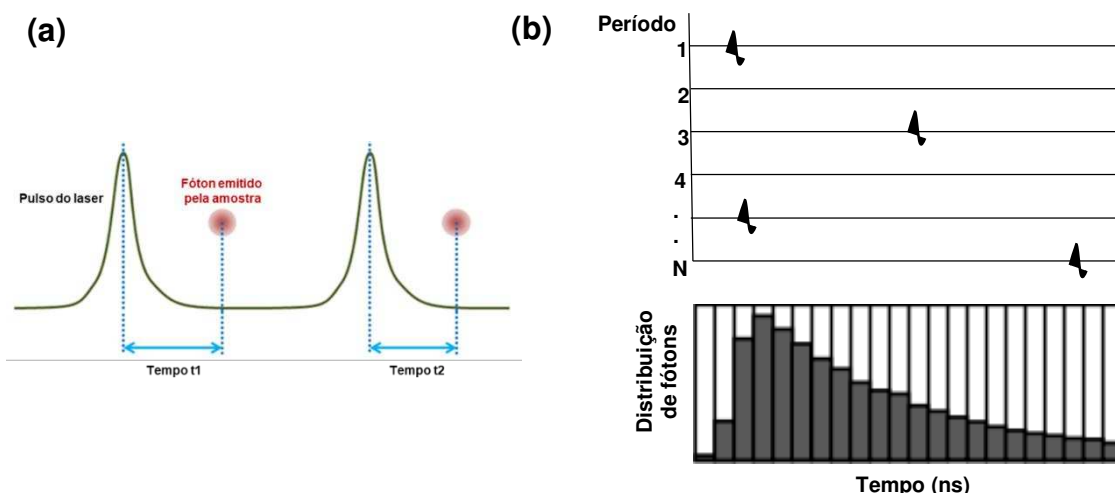 (a)
Pulso do laser
Fóton emitido
pela amostra
Tempo t1
Tempo t2
(b)
Período
1
2
3
4
.
.
N
Distribuição
de fótons
Tempo (ns)